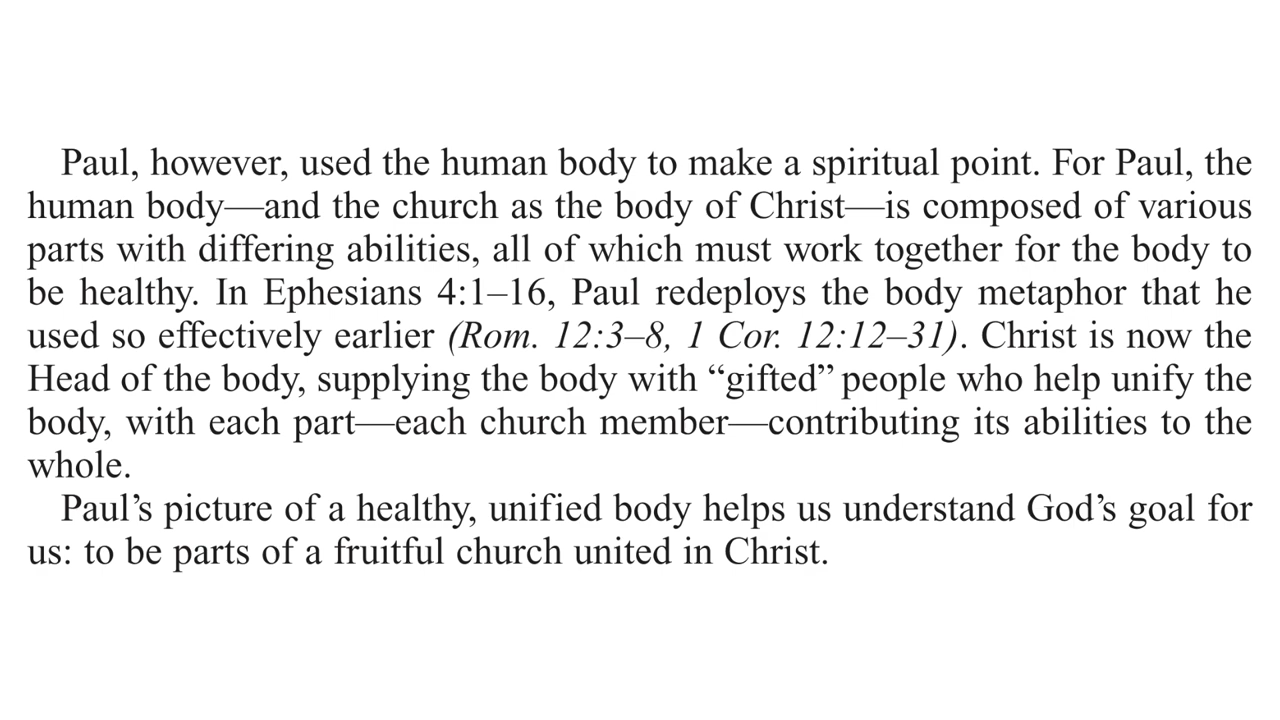 Paul, however, used the human body to make a spiritual point. For Paul, the
human body—and the church as the body of Christ—is composed of various
parts with differing abilities, all of which must work together for the body to
be healthy. In Ephesians 4:1–16, Paul redeploys the body metaphor that he
used so effectively earlier (Rom. 12:3–8, 1 Cor. 12:12–31). Christ is now the
Head of the body, supplying the body with “gifted” people who help unify the
body, with each part—each church member—contributing its abilities to the
whole.
Paul’s picture of a healthy, unified body helps us understand God’s goal for
us: to be parts of a fruitful church united in Christ.